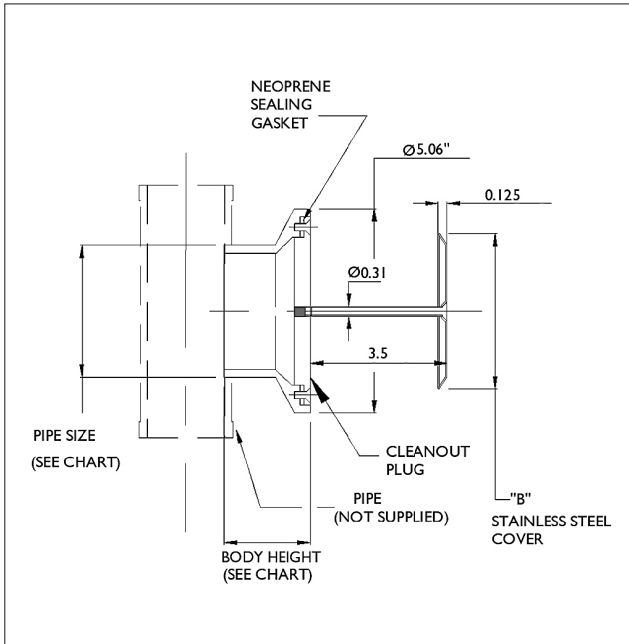 NEOPRENE
SEALING
GASKET
Ø5.06"
0.125
Ø0.31
3.5
PIPE SIZE
(SEE CHART)
CLEANOUT
PLUG
PIPE
(NOT SUPPLIED)
"B"
STAINLESS STEEL
COVER
BODY HEIGHT
(SEE CHART)